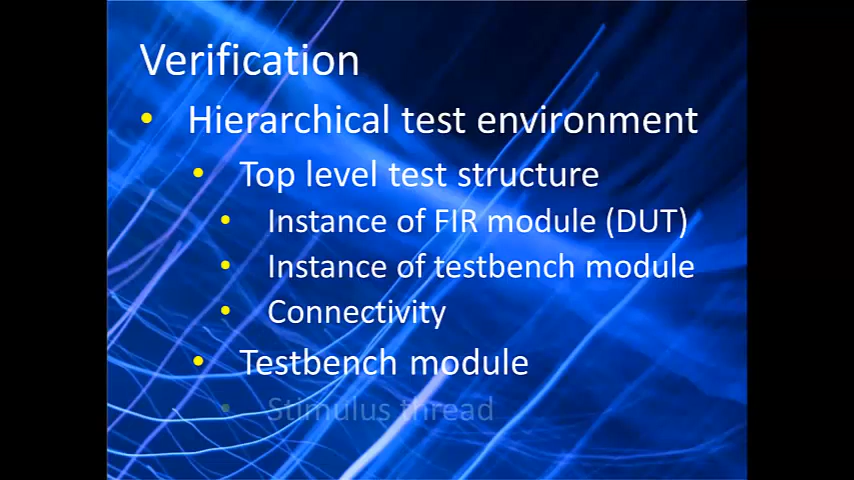 Verification
• Hierarchical test environment
• Top level test structure
• Instance of FIR module (DUT)
• Instance of testbench module
• Connectivity
• Testbench module
• Stimulus thread